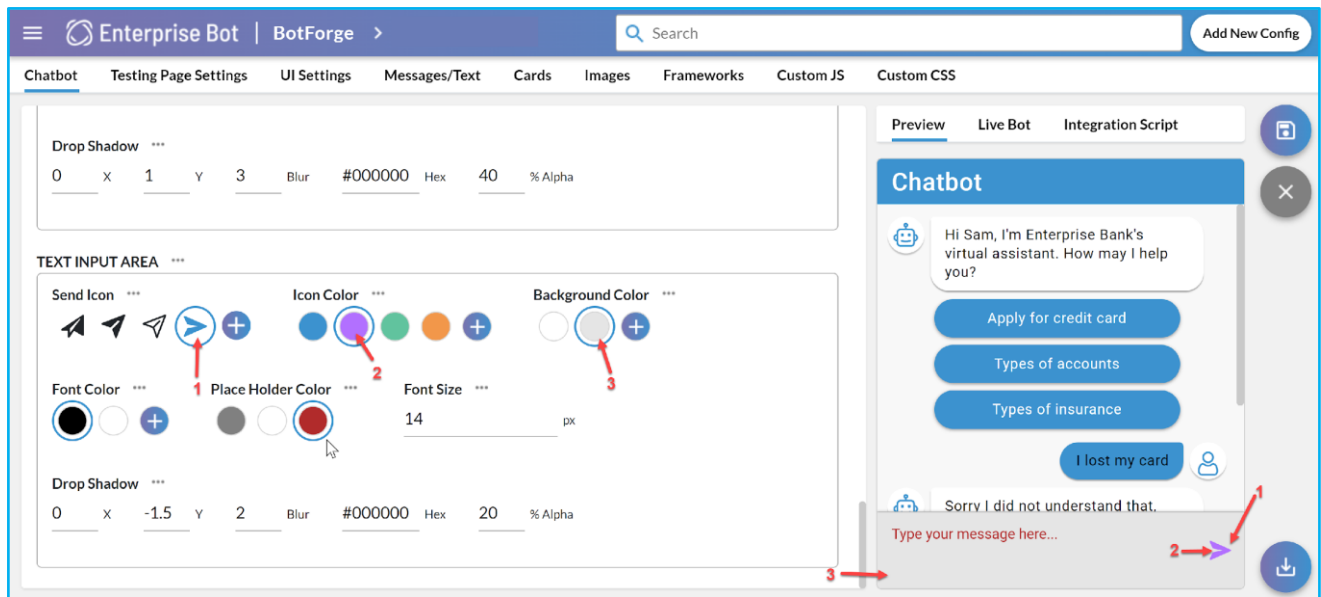 Enterprise Bot | BotForge >
Search
Add New Config
Chatbot Testing Page Settings UI Settings Messages/Text Cards Images Frameworks Custom JS Custom CSS
Drop Shadow ...
0 X 1 Y 3 Blur #000000 Hex 40 % Alpha
TEXT INPUT AREA ...
Send Icon ... Icon Color ... Background Color ...
1 2 3
Font Color ... Place Holder Color ... Font Size ...
14 px
Drop Shadow ...
0 X -1.5 Y 2 Blur #000000 Hex 20 % Alpha
Preview Live Bot Integration Script
Chatbot
Hi Sam, I'm Enterprise Bank's
virtual assistant. How may I help
you?
Apply for credit card
Types of accounts
Types of insurance
I lost my card
Sorry I did not understand that,
Type your message here...
1
2
3